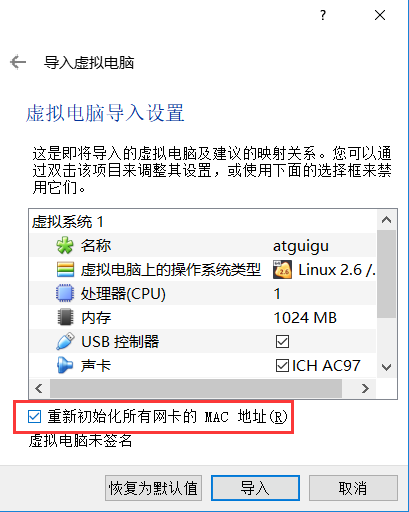 ?
导入虚拟电脑
虚拟电脑导入设置
这是即将导入的虚拟电脑及建议的映射关系。您可以通
过双击该项目来调整其设置，或使用下面的选择框来禁
用它们。
虚拟系统 1
名称 atguigu
虚拟电脑上的操作系统类型 2.6 Linux 2.6 /.
处理器(CPU) 1
内存 1024 MB
USB 控制器
声卡 ICH AC97
重新初始化所有网卡的 MAC 地址(R)
虚拟电脑未签名
恢复为默认值 导入 取消